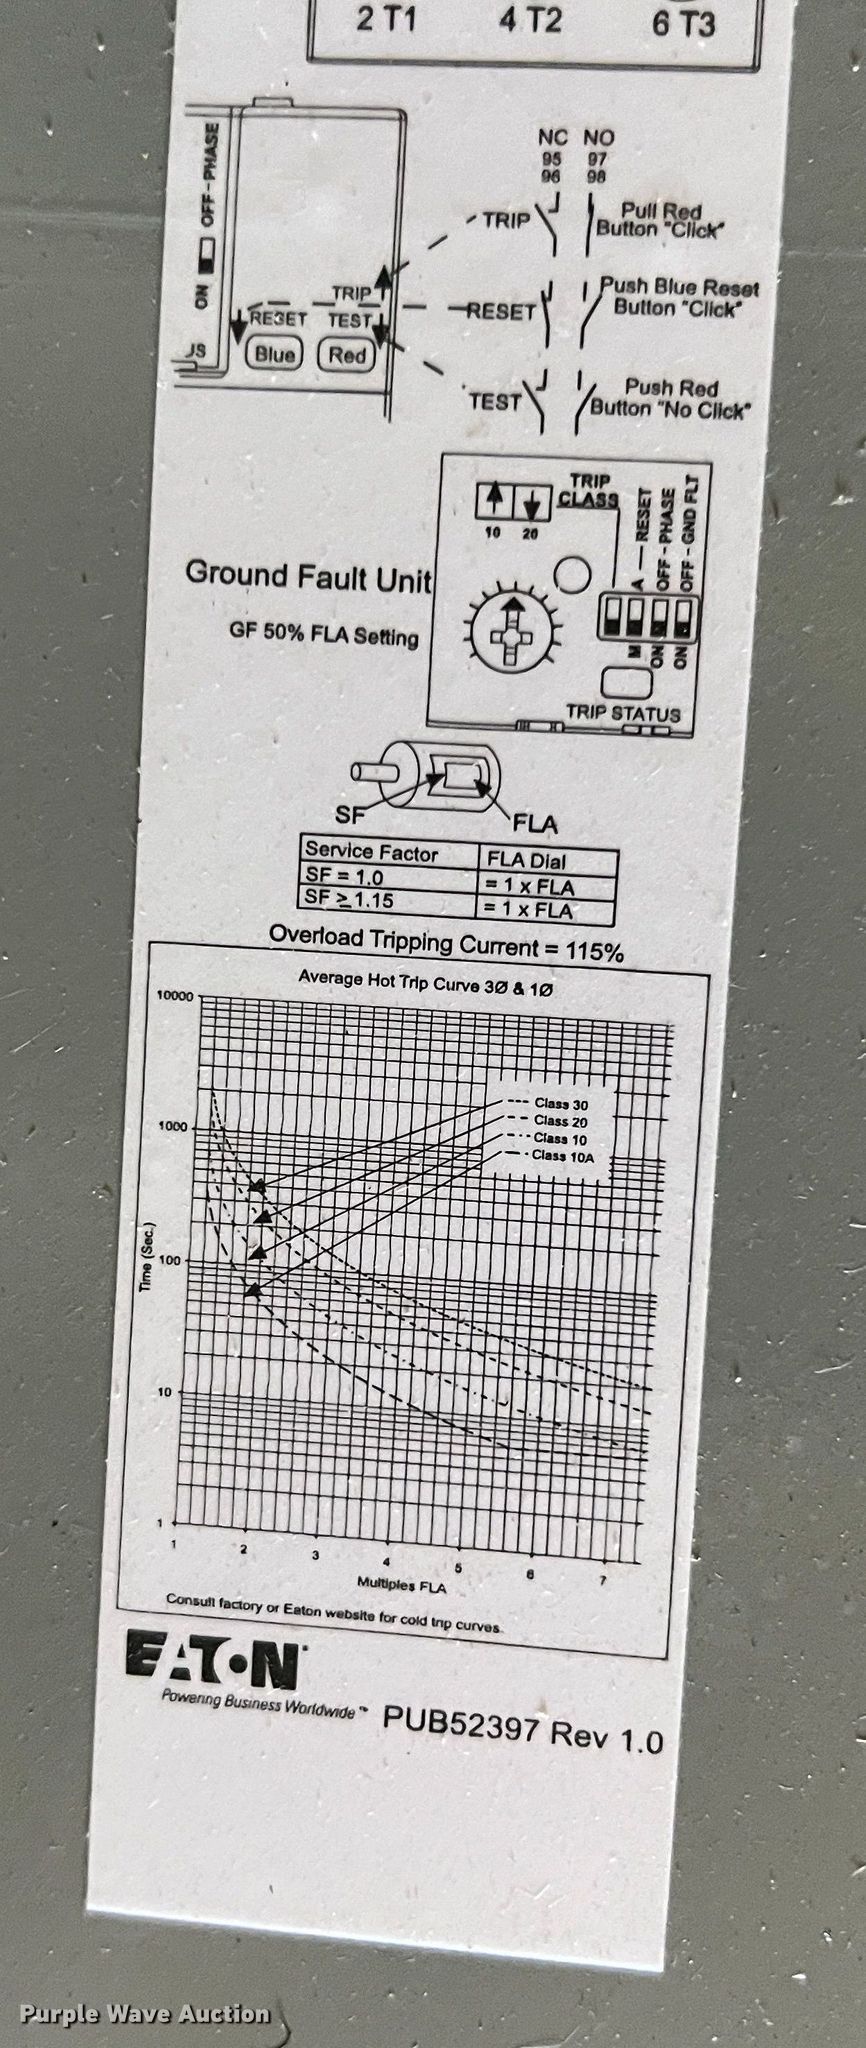 2 T1 4 T2 6 T3
NC NO
95 97
96 98
OFF-PHASE
ON
TRIP
Pull Red
Button "Click"
TRIP
RESET
Push Blue Reset
Button "Click"
RESET TEST
Blue Red
TEST
Push Red
Button "No Click"
TRIP
CLASS
10 20
A — RESET
OFF-PHASE
OFF-GND FLT
M
ON
ON
TRIP STATUS
Ground Fault Unit
GF 50% FLA Setting
SF
FLA
Service Factor FLA Dial
SF = 1.0 = 1 x FLA
SF ≥ 1.15 = 1 x FLA
Overload Tripping Current = 115%
Average Hot Trip Curve 3Ø & 1Ø
10000
1000
100
10
1
Time (Sec.)
Class 30
Class 20
Class 10
Class 10A
1 2 3 4 5 6 7
Multiples FLA
Consult factory or Eaton website for cold trip curves.
EATON
Powering Business Worldwide™
PUB52397 Rev 1.0
Purple Wave Auction